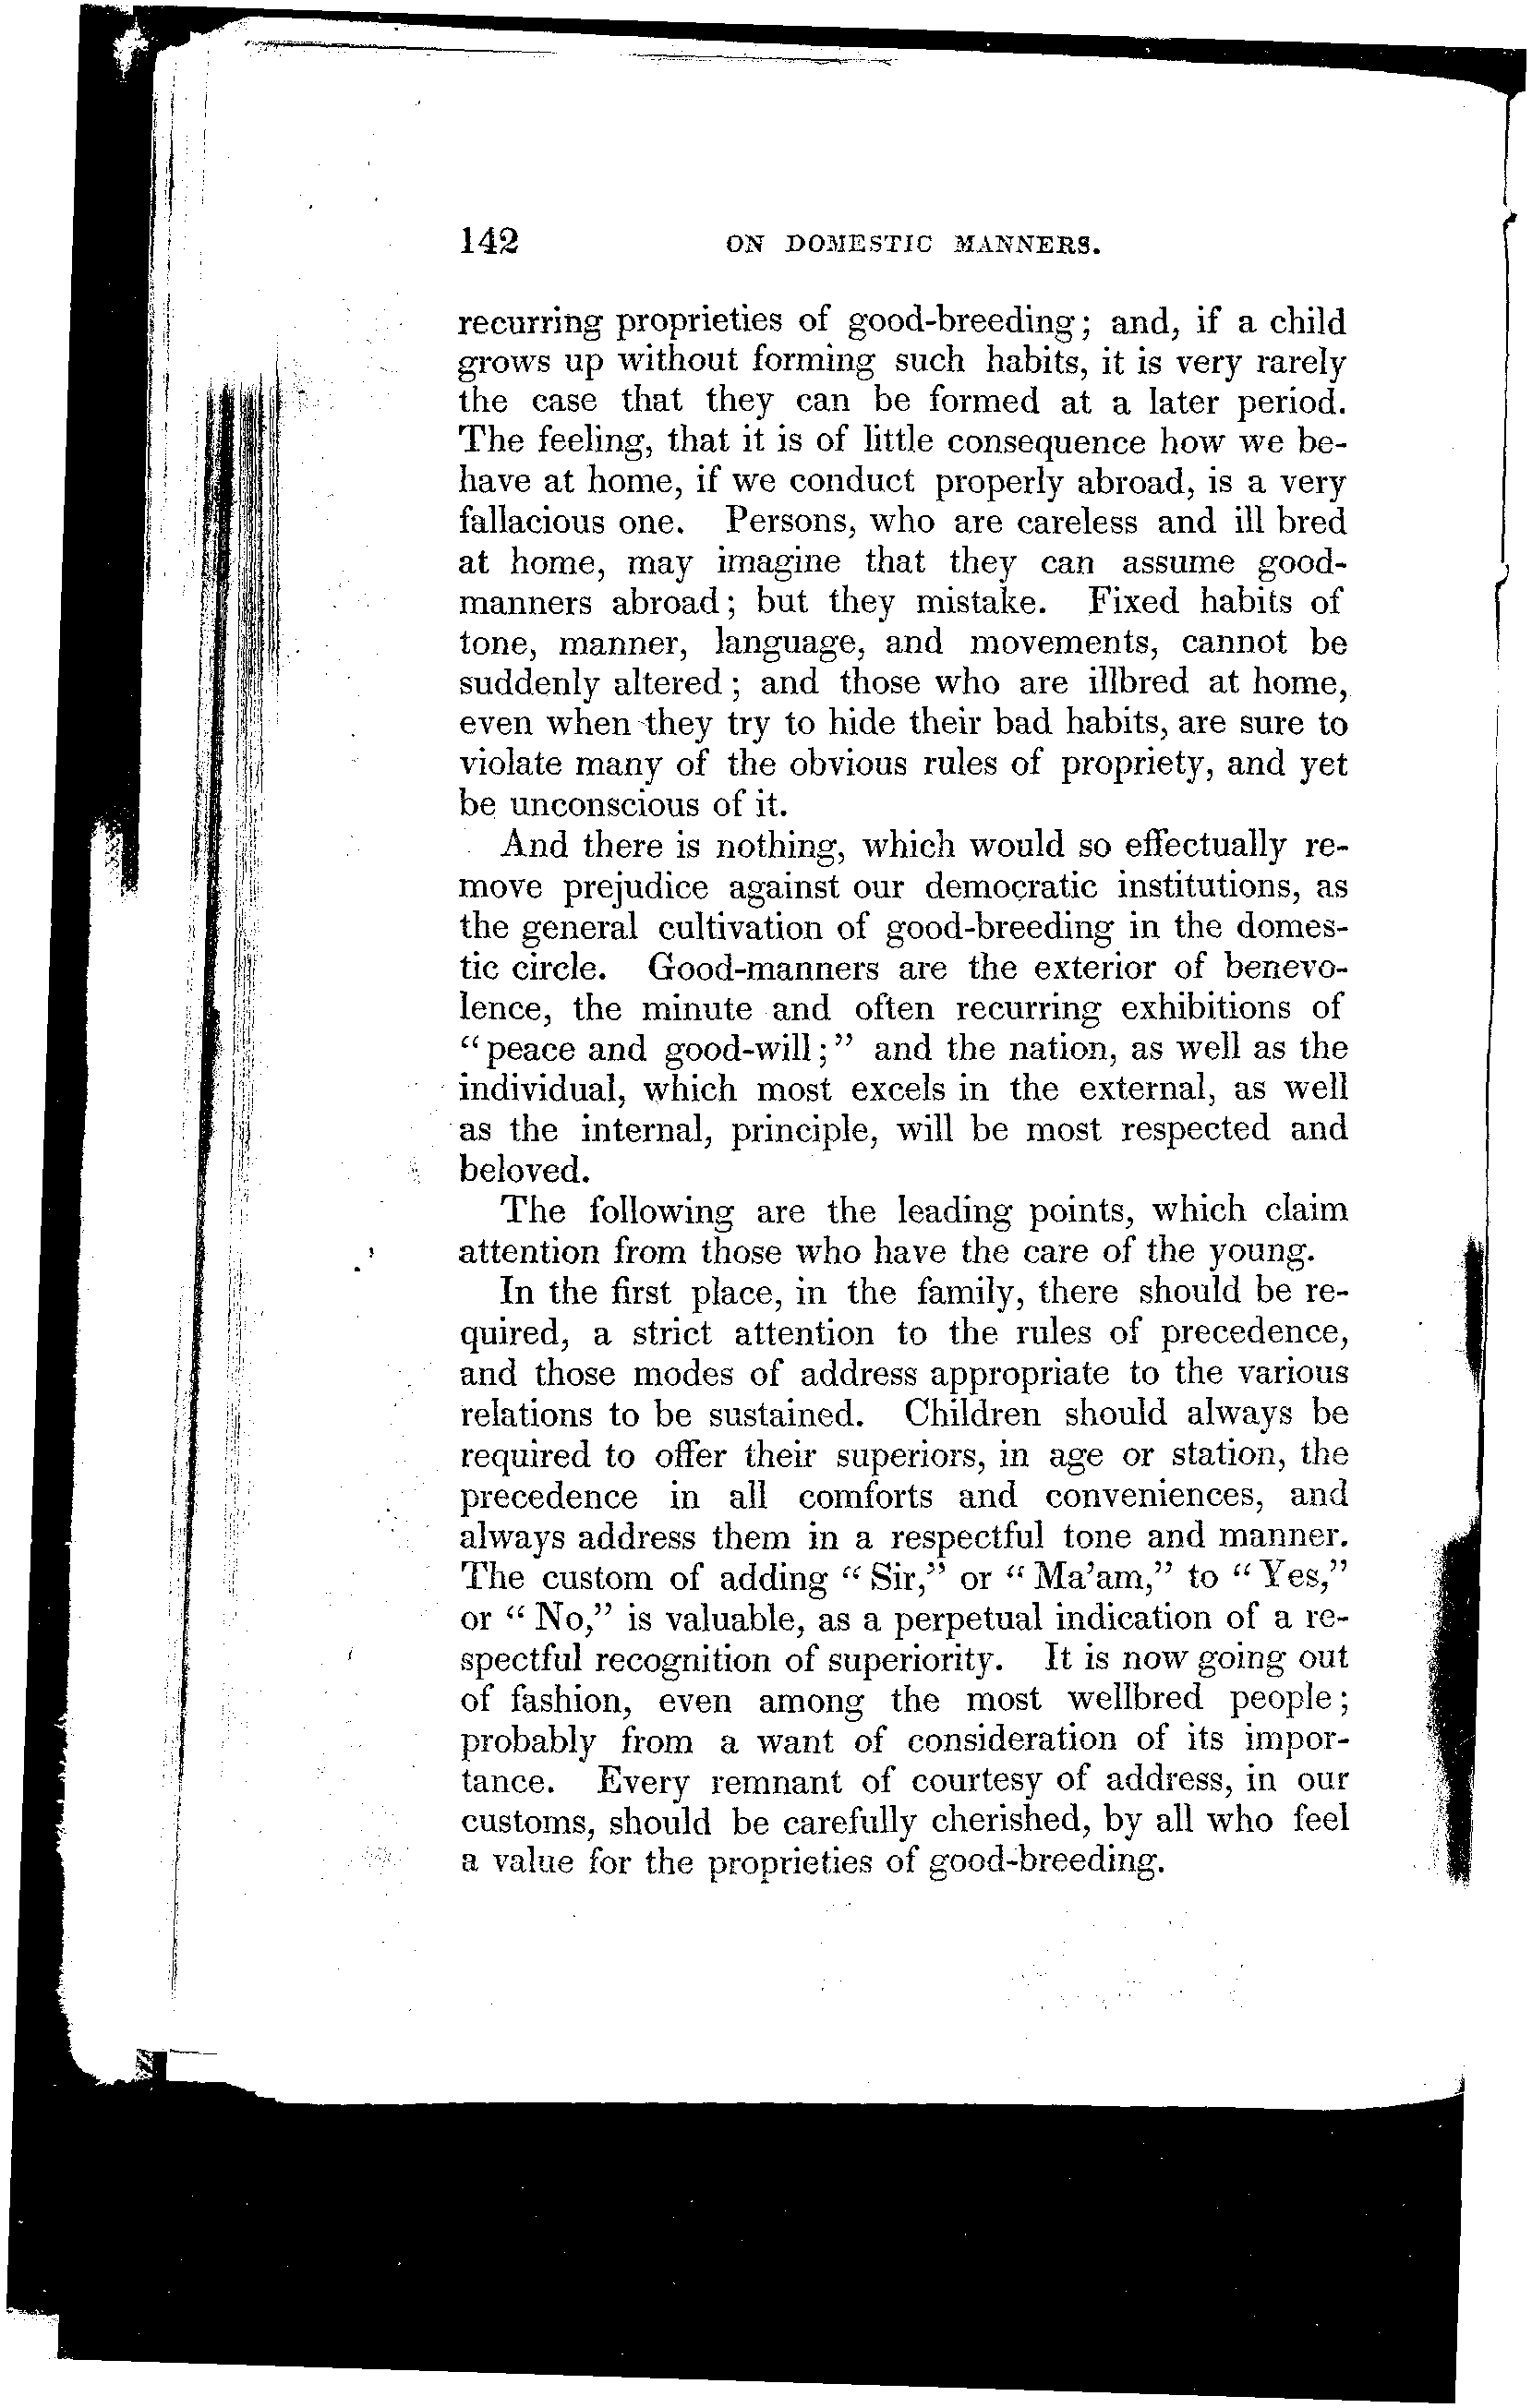 142 ON DOMESTIC MANNERS.
recurring proprieties of good-breeding; and, if a child
grows up without forming such habits, it is very rarely
the case that they can be formed at a later period.
The feeling, that it is of little consequence how we be-
have at home, if we conduct properly abroad, is a very
fallacious one. Persons, who are careless and ill bred
at home, may imagine that they can assume good-
manners abroad; but they mistake. Fixed habits of
tone, manner, language, and movements, cannot be
suddenly altered; and those who are illbred at home,
even when they try to hide their bad habits, are sure to
violate many of the obvious rules of propriety, and yet
be unconscious of it.
And there is nothing, which would so effectually re-
move prejudice against our democratic institutions, as
the general cultivation of good-breeding in the domes-
tic circle. Good-manners are the exterior of benevo-
lence, the minute and often recurring exhibitions of
"peace and good-will;" and the nation, as well as the
individual, which most excels in the external, as well
as the internal, principle, will be most respected and
beloved.
The following are the leading points, which claim
attention from those who have the care of the young.
In the first place, in the family, there should be re-
quired, a strict attention to the rules of precedence,
and those modes of address appropriate to the various
relations to be sustained. Children should always be
required to offer their superiors, in age or station, the
precedence in all comforts and conveniences, and
always address them in a respectful tone and manner.
The custom of adding "Sir," or "Ma'am," to "Yes,"
or "No," is valuable, as a perpetual indication of a re-
spectful recognition of superiority. It is now going out
of fashion, even among the most wellbred people;
probably from a want of consideration of its impor-
tance. Every remnant of courtesy of address, in our
customs, should be carefully cherished, by all who feel
a value for the proprieties of good-breeding.